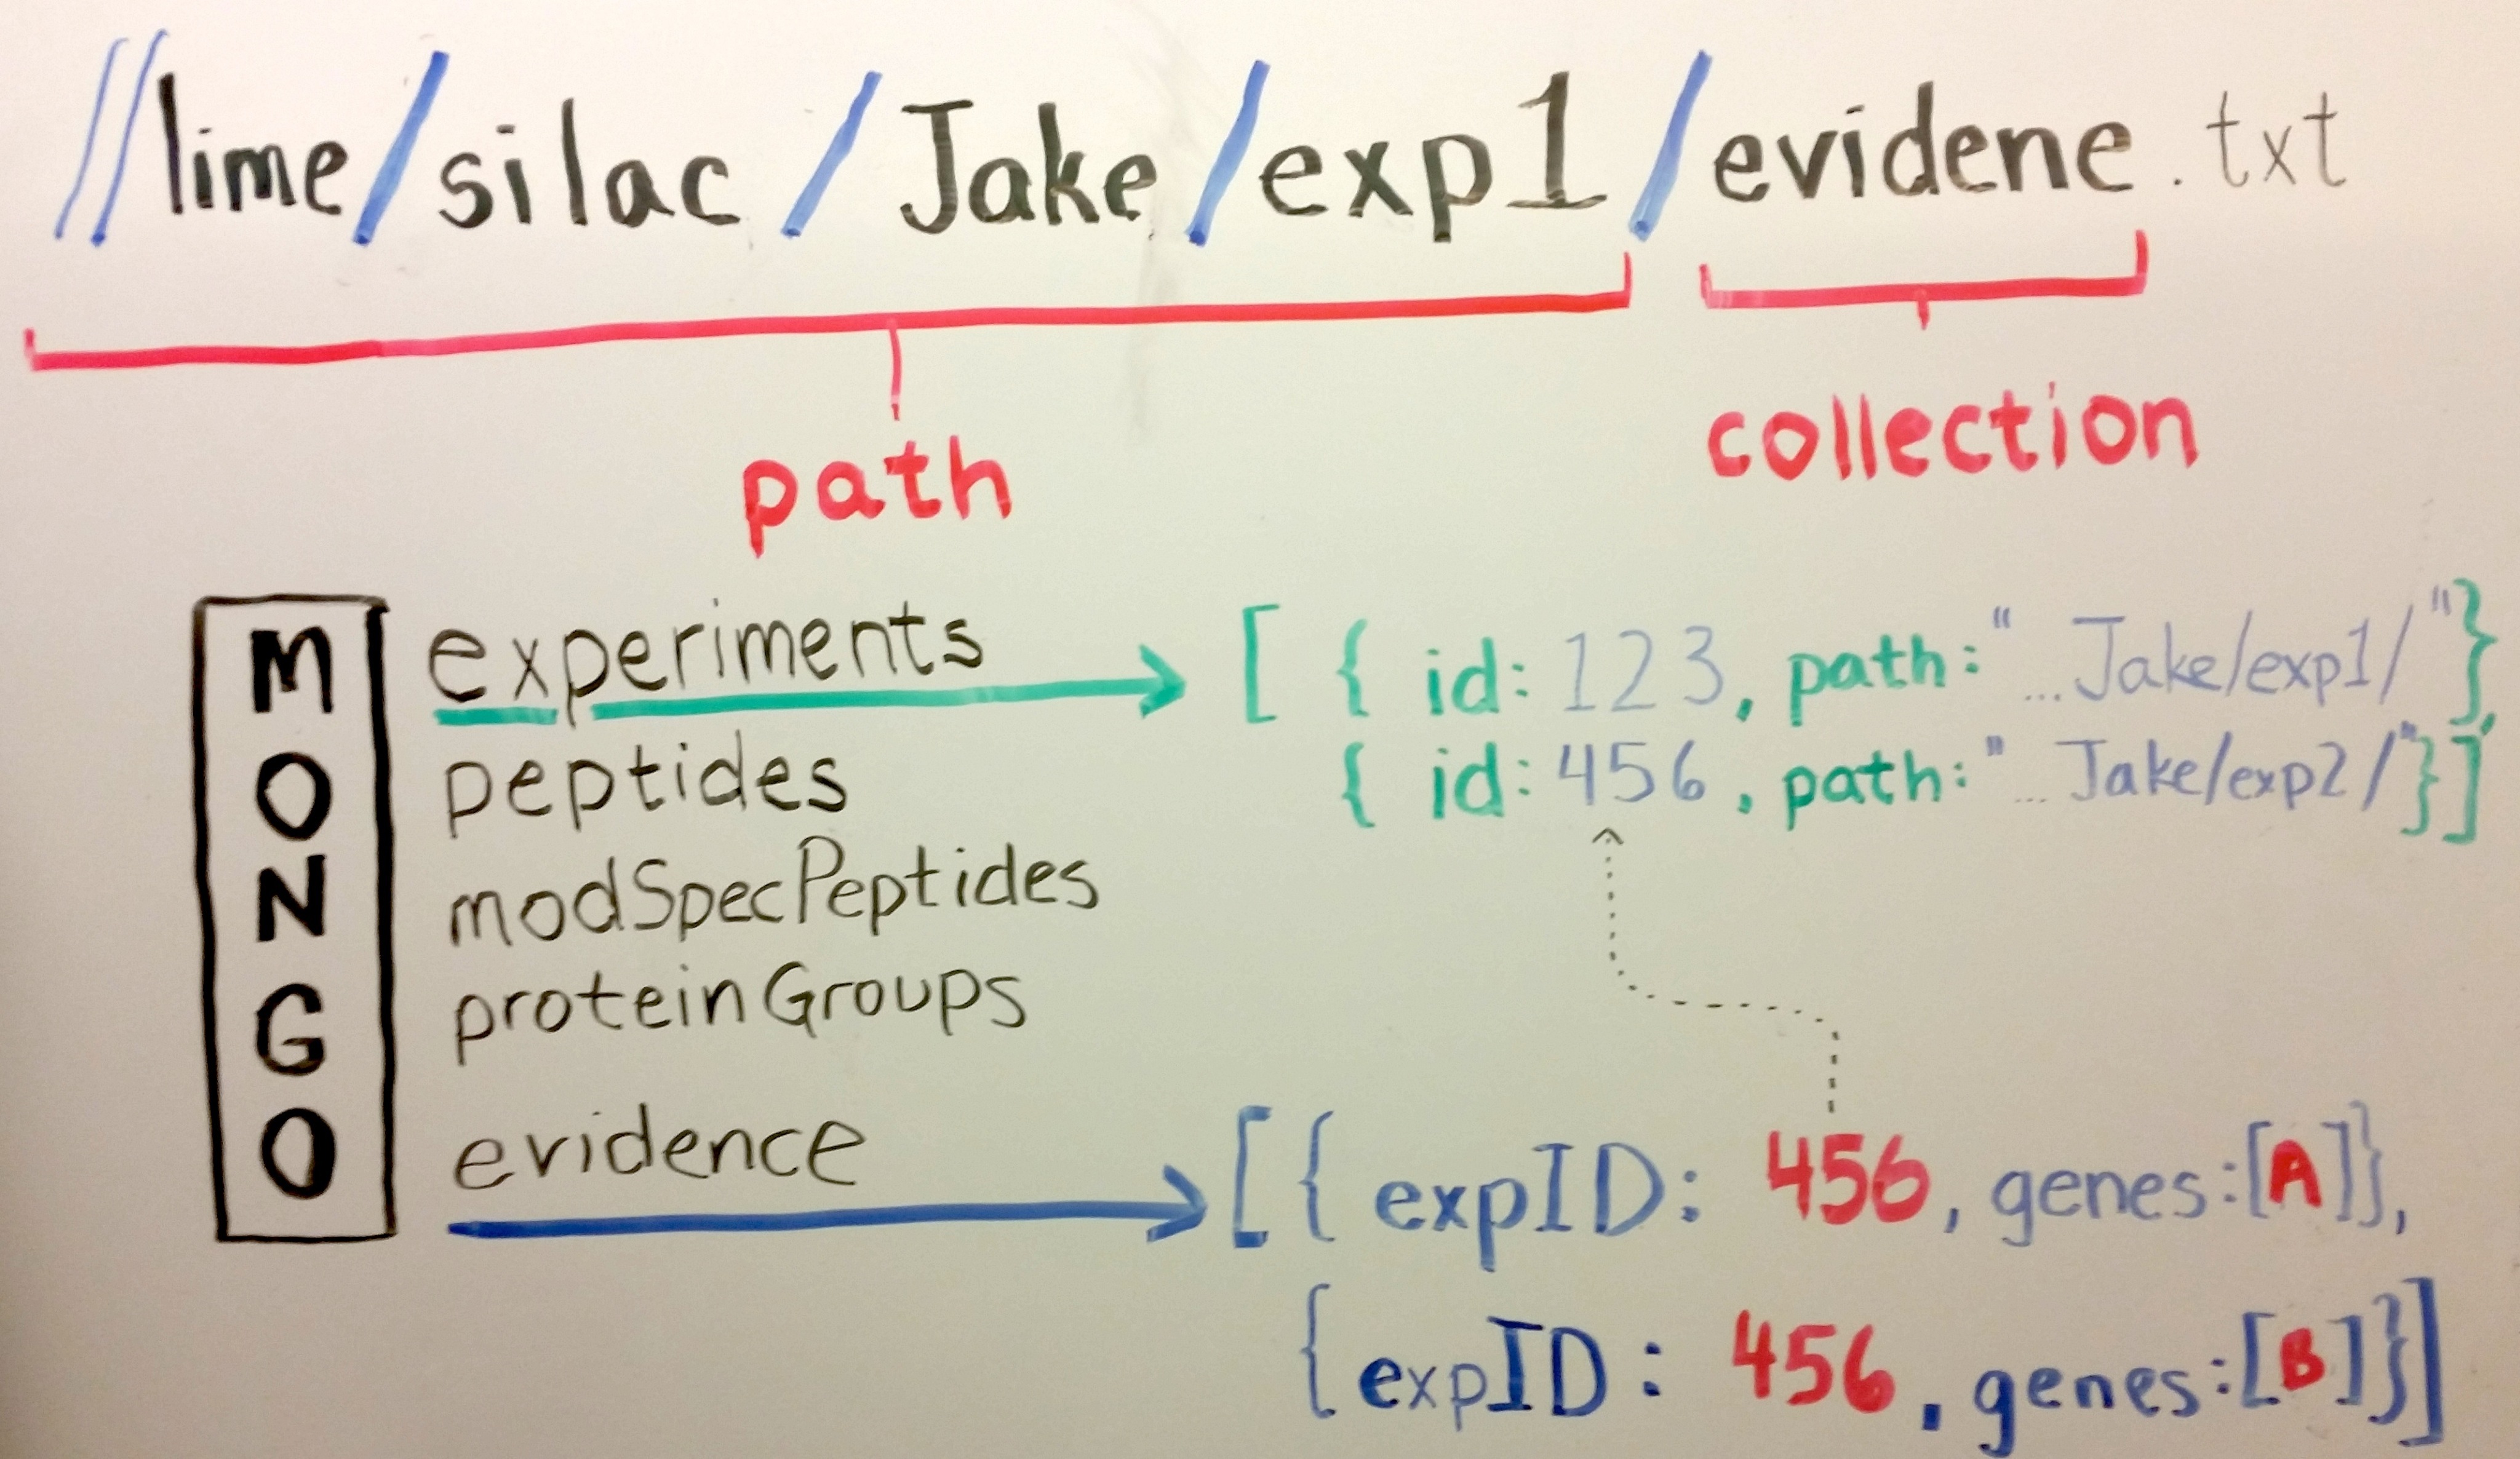 //lime/silac/Jake/exp1/evidene.txt
path
collection
MONGO
experiments
[{id:123, path:"...Jake/exp1/"},
{id:456, path:"...Jake/exp2/"}]
peptides
modSpecPeptides
proteinGroups
evidence
[{expID: 456, genes:[A]},
{expID: 456, genes:[B]}]